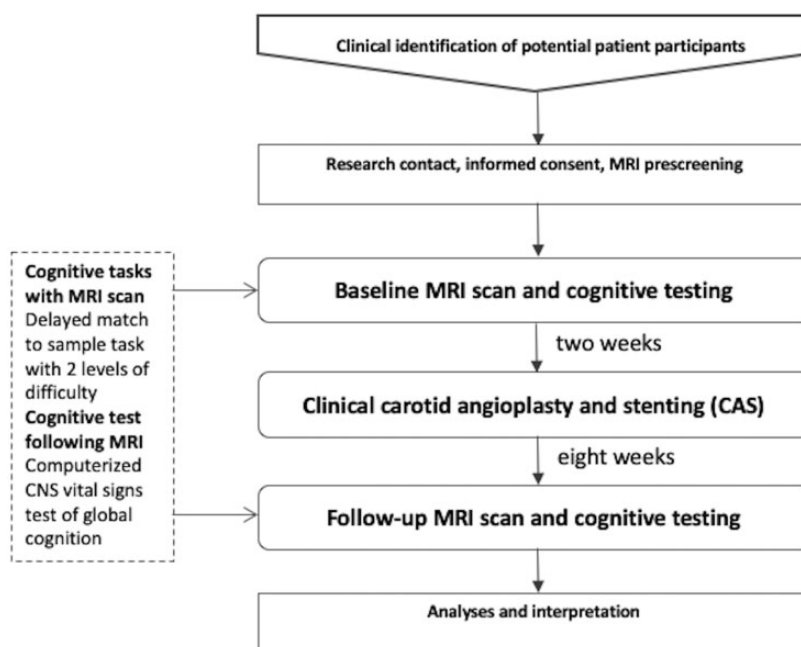 Clinical identification of potential patient participants
Research contact, informed consent, MRI prescreening
Cognitive tasks
with MRI scan
Delayed match
to sample task
with 2 levels of
difficulty
Cognitive test
following MRI
Computerized
CNS vital signs
test of global
cognition
Baseline MRI scan and cognitive testing
two weeks
Clinical carotid angioplasty and stenting (CAS)
eight weeks
Follow-up MRI scan and cognitive testing
Analyses and interpretation